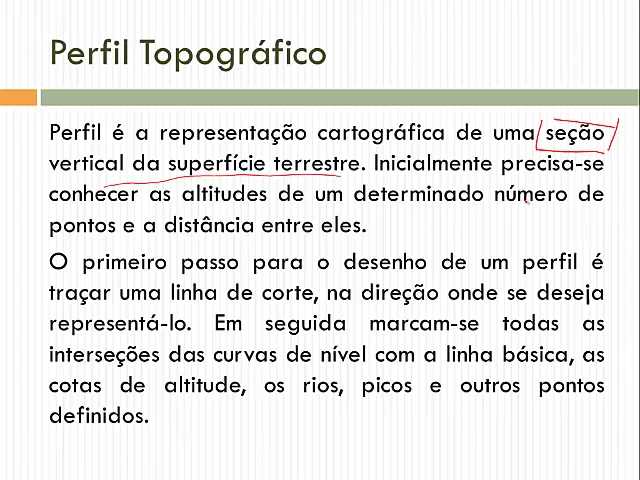 Perfil Topográfico
Perfil é a representação cartográfica de uma seção
vertical da superfície terrestre. Inicialmente precisa-se
conhecer as altitudes de um determinado número de
pontos e a distância entre eles.
O primeiro passo para o desenho de um perfil é
traçar uma linha de corte, na direção onde se deseja
representá-lo. Em seguida marcam-se todas as
interseções das curvas de nível com a linha básica, as
cotas de altitude, os rios, picos e outros pontos
definidos.